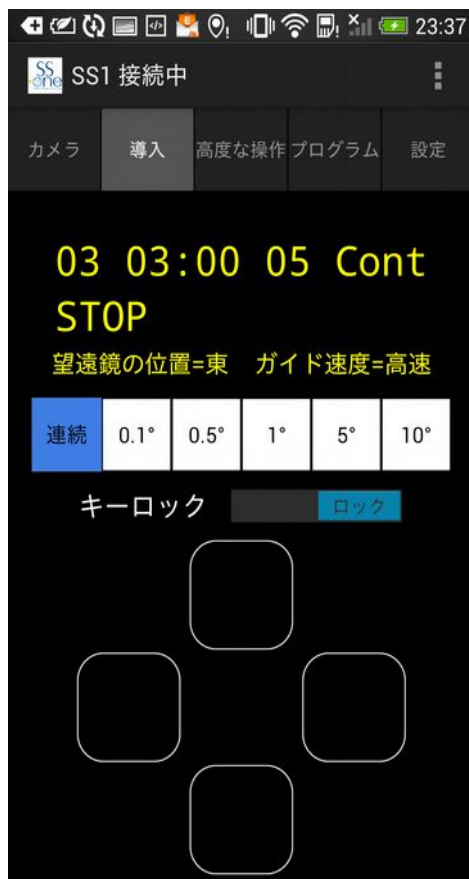 23:37
SS one SS1 接続中
カメラ 導入 高度な操作 プログラム 設定
03 03:00 05 Cont
STOP
望遠鏡の位置=東 ガイド速度=高速
連続 0.1° 0.5° 1° 5° 10°
キーロック ロック